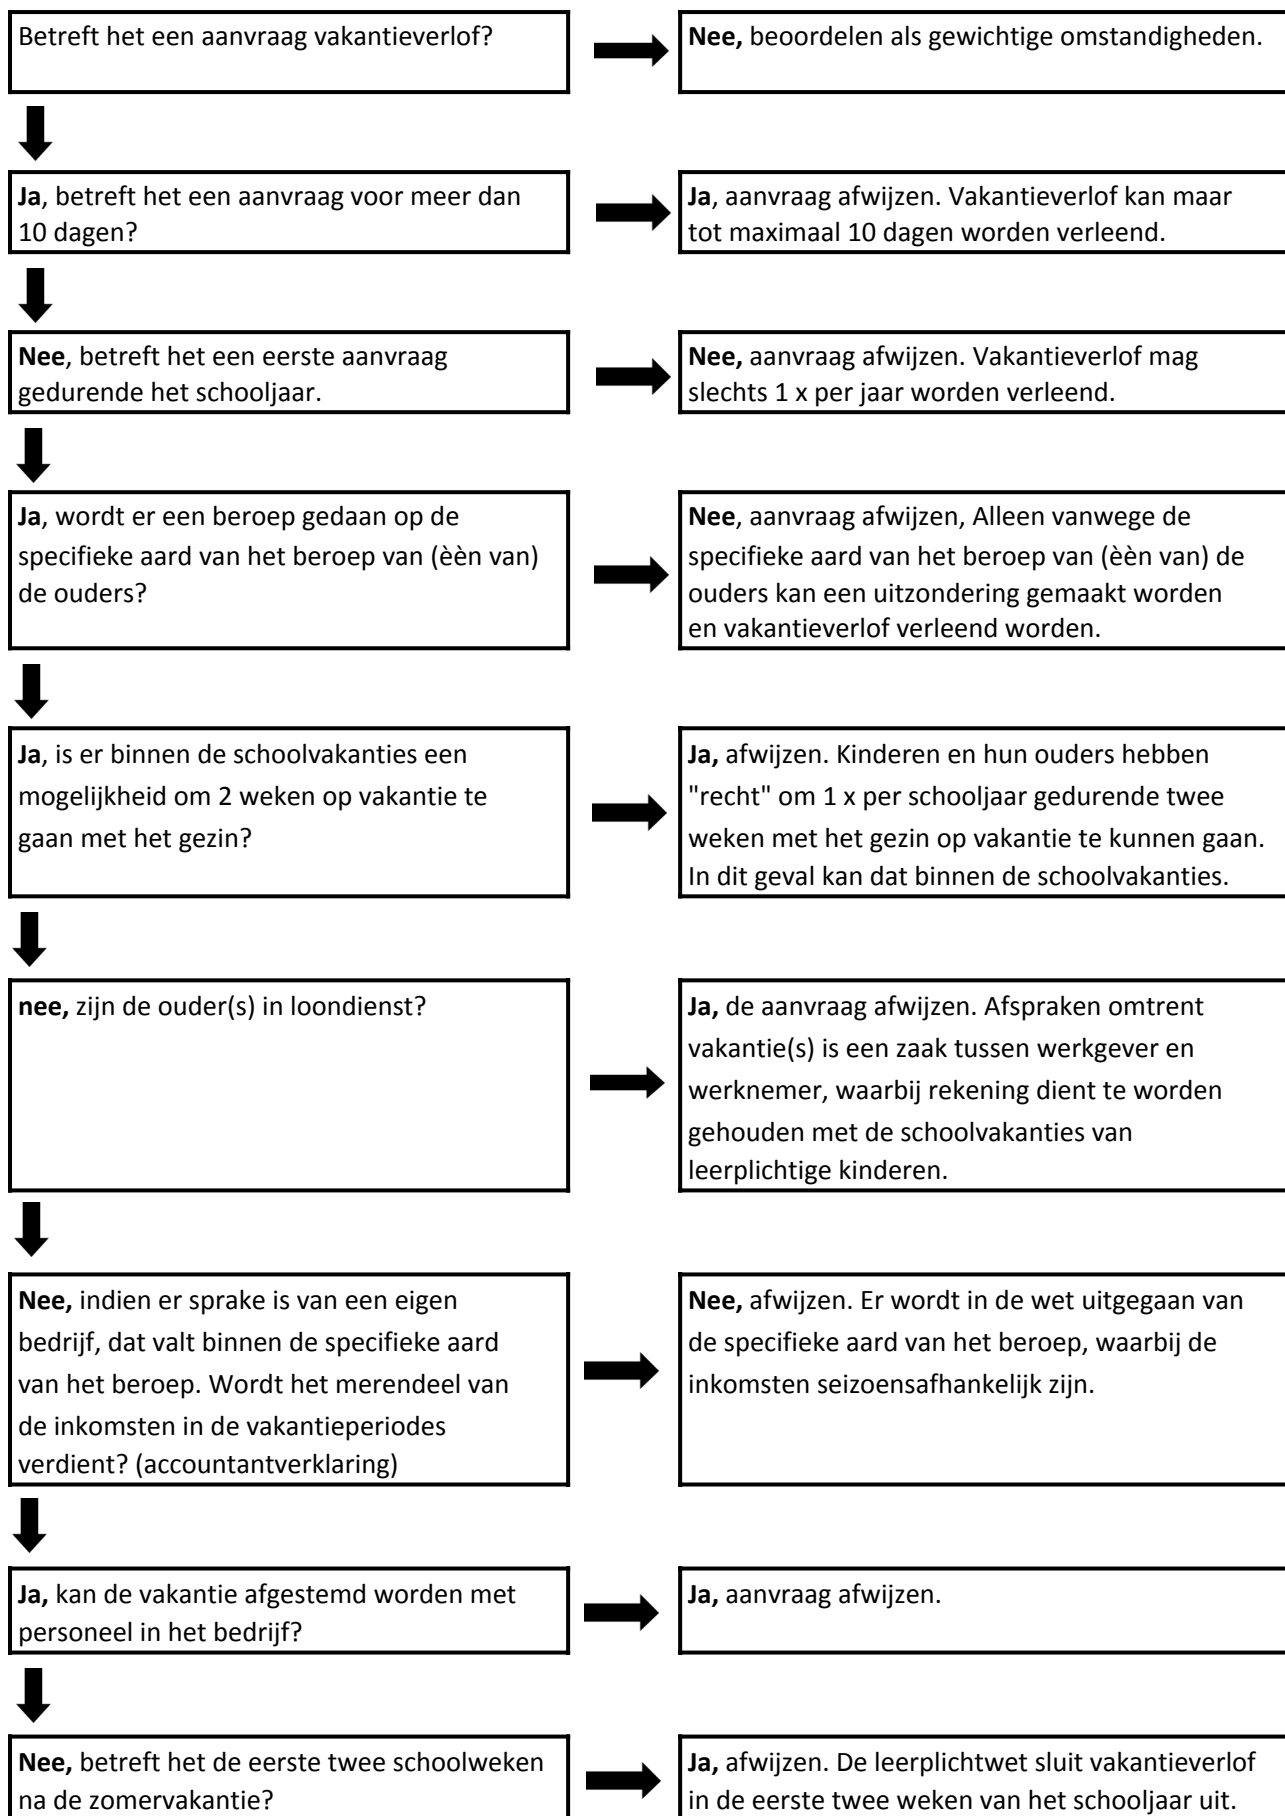 Betreft het een aanvraag vakantieverlof?
Nee, beoordelen als gewichtige omstandigheden.
Ja, betreft het een aanvraag voor meer dan
10 dagen?
Ja, aanvraag afwijzen. Vakantieverlof kan maar
tot maximaal 10 dagen worden verleend.
Nee, betreft het een eerste aanvraag
gedurende het schooljaar.
Nee, aanvraag afwijzen. Vakantieverlof mag
slechts 1 x per jaar worden verleend.
Ja, wordt er een beroep gedaan op de
specifieke aard van het beroep van (èèn van)
de ouders?
Nee, aanvraag afwijzen, Alleen vanwege de
specifieke aard van het beroep van (èèn van) de
ouders kan een uitzondering gemaakt worden
en vakantieverlof verleend worden.
Ja, is er binnen de schoolvakanties een
mogelijkheid om 2 weken op vakantie te
gaan met het gezin?
Ja, afwijzen. Kinderen en hun ouders hebben
"recht" om 1 x per schooljaar gedurende twee
weken met het gezin op vakantie te kunnen gaan.
In dit geval kan dat binnen de schoolvakanties.
nee, zijn de ouder(s) in loondienst?
Ja, de aanvraag afwijzen. Afspraken omtrent
vakantie(s) is een zaak tussen werkgever en
werknemer, waarbij rekening dient te worden
gehouden met de schoolvakanties van
leerplichtige kinderen.
Nee, indien er sprake is van een eigen
bedrijf, dat valt binnen de specifieke aard
van het beroep. Wordt het merendeel van
de inkomsten in de vakantieperiodes
verdient? (accountantverklaring)
Nee, afwijzen. Er wordt in de wet uitgegaan van
de specifieke aard van het beroep, waarbij de
inkomsten seizoensafhankelijk zijn.
Ja, kan de vakantie afgestemd worden met
personeel in het bedrijf?
Ja, aanvraag afwijzen.
Nee, betreft het de eerste twee schoolweken
na de zomervakantie?
Ja, afwijzen. De leerplichtwet sluit vakantieverlof
in de eerste twee weken van het schooljaar uit.